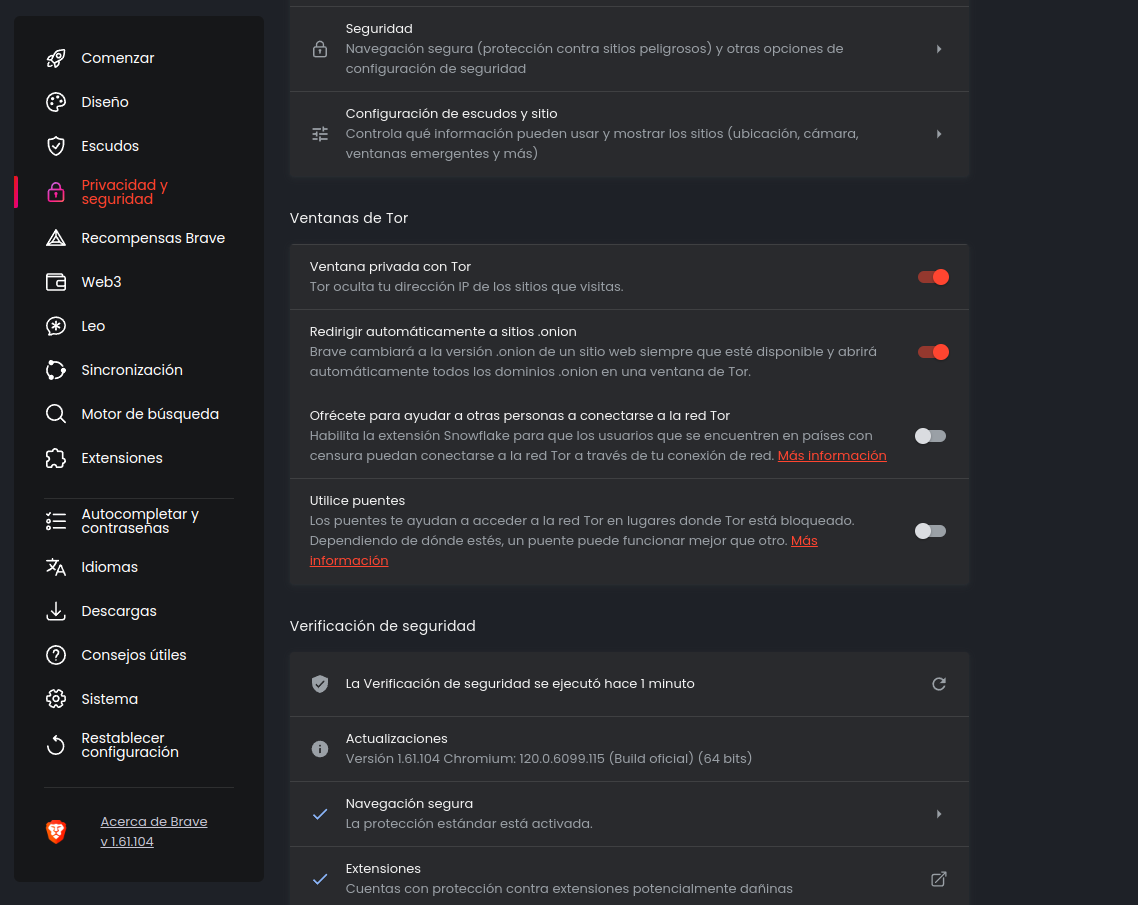 Comenzar
Diseño
Escudos
Privacidad y
seguridad
Recompensas Brave
Web3
Leo
Sincronización
Motor de búsqueda
Extensiones
Autocompletar y
contraseñas
Idiomas
Descargas
Consejos útiles
Sistema
Restablecer
configuración
Acerca de Brave
v 1.61.104
Seguridad
Navegación segura (protección contra sitios peligrosos) y otras opciones de
configuración de seguridad
Configuración de escudos y sitio
Controla qué información pueden usar y mostrar los sitios (ubicación, cámara,
ventanas emergentes y más)
Ventanas de Tor
Ventana privada con Tor
Tor oculta tu dirección IP de los sitios que visitas.
Redirigir automáticamente a sitios .onion
Brave cambiará a la versión .onion de un sitio web siempre que esté disponible y abrirá
automáticamente todos los dominios .onion en una ventana de Tor.
Ofrécete para ayudar a otras personas a conectarse a la red Tor
Habilita la extensión Snowflake para que los usuarios que se encuentren en países con
censura puedan conectarse a la red Tor a través de tu conexión de red. Más información
Utilice puentes
Los puentes te ayudan a acceder a la red Tor en lugares donde Tor está bloqueado.
Dependiendo de dónde estés, un puente puede funcionar mejor que otro. Más
información
Verificación de seguridad
La Verificación de seguridad se ejecutó hace 1 minuto
Actualizaciones
Versión 1.61.104 Chromium: 120.0.6099.115 (Build oficial) (64 bits)
Navegación segura
La protección estándar está activada.
Extensiones
Cuentas con protección contra extensiones potencialmente dañinas